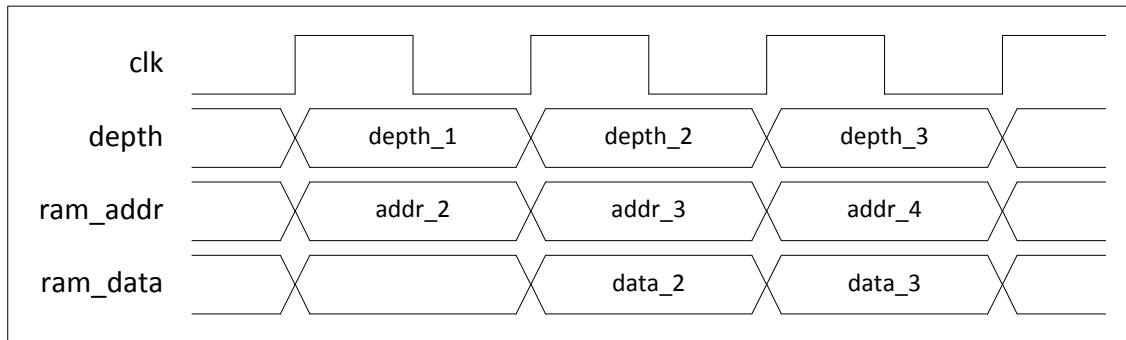 clk
depth depth_1 depth_2 depth_3
ram_addr addr_2 addr_3 addr_4
ram_data data_2 data_3